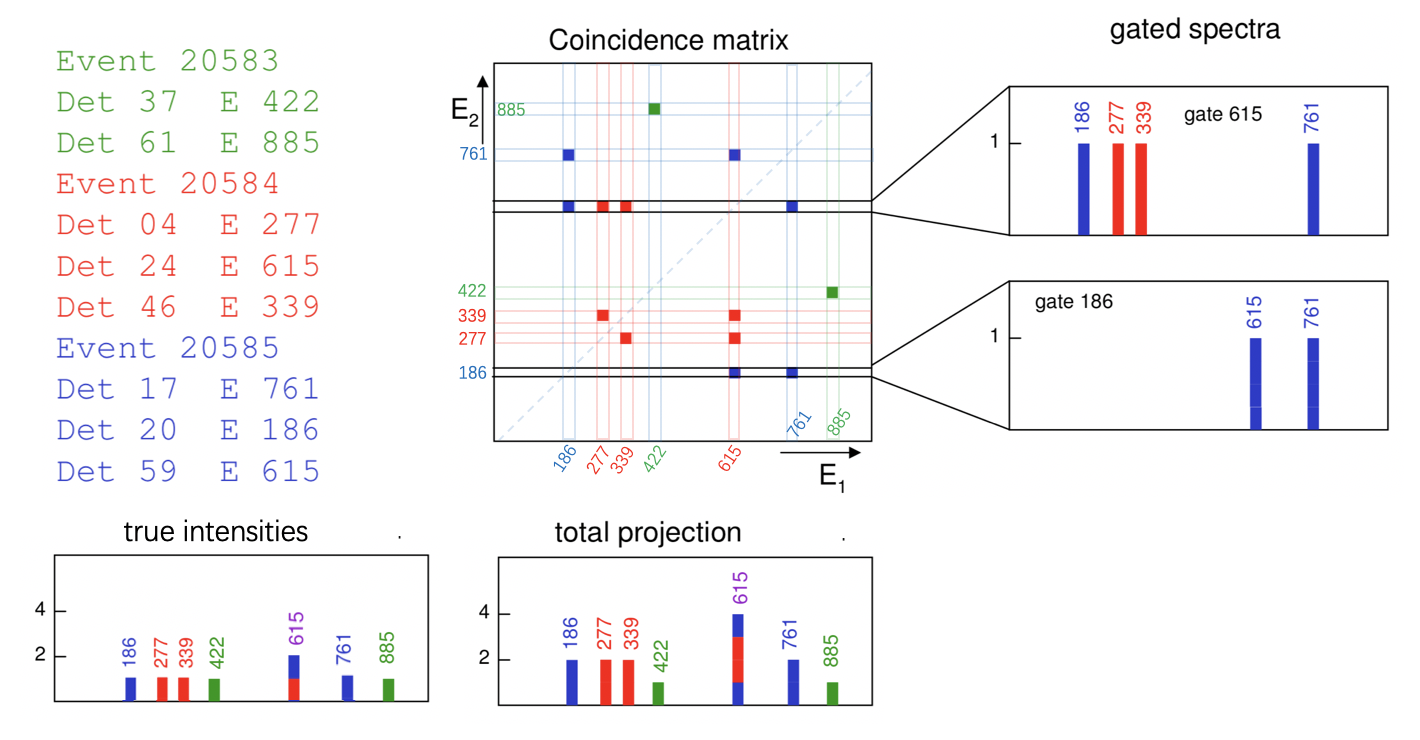 Event 20583
Det 37 E 422
Det 61 E 885
Event 20584
Det 04 E 277
Det 24 E 615
Det 46 E 339
Event 20585
Det 17 E 761
Det 20 E 186
Det 59 E 615
Coincidence matrix
E2
885
761
422
339
277
186
186
277
339
422
615
761
885
E1
gated spectra
1
186
277
339
gate 615
761
gate 186
1
615
761
true intensities
.
4
2
186
277
339
422
615
761
885
total projection
.
4
2
186
277
339
422
615
761
885